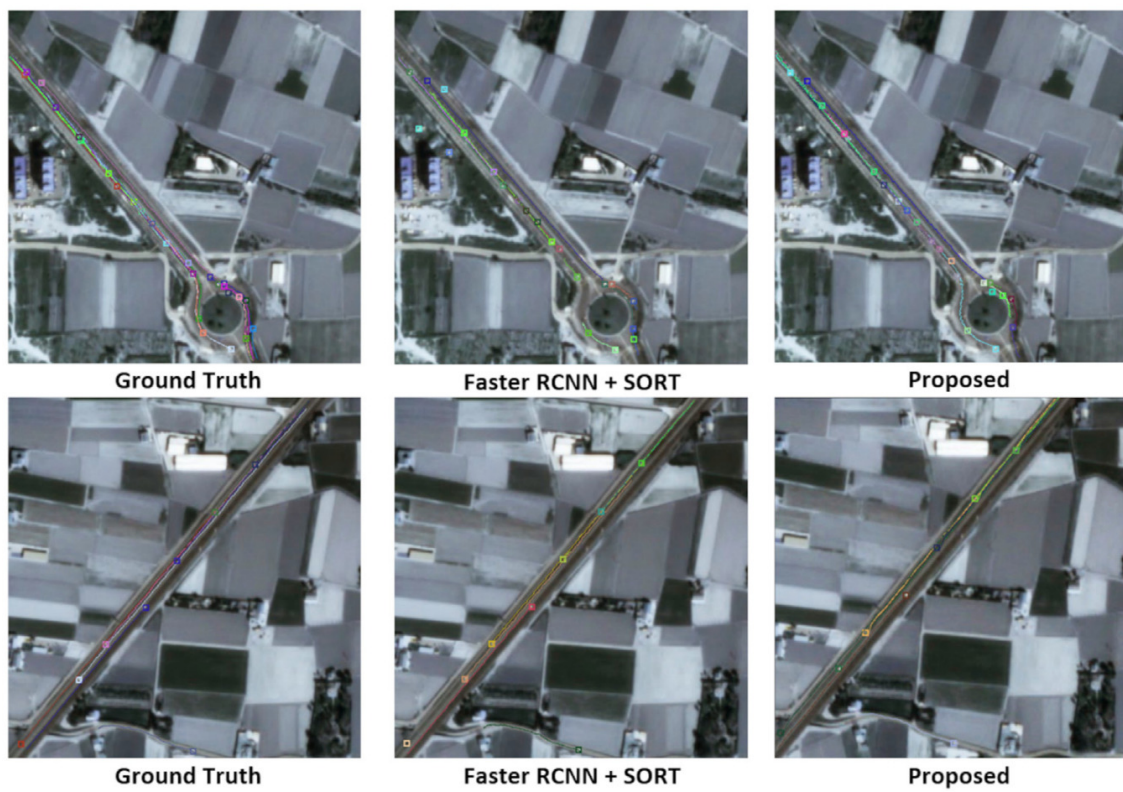 Ground Truth
Faster RCNN + SORT
Proposed
Ground Truth
Faster RCNN + SORT
Proposed